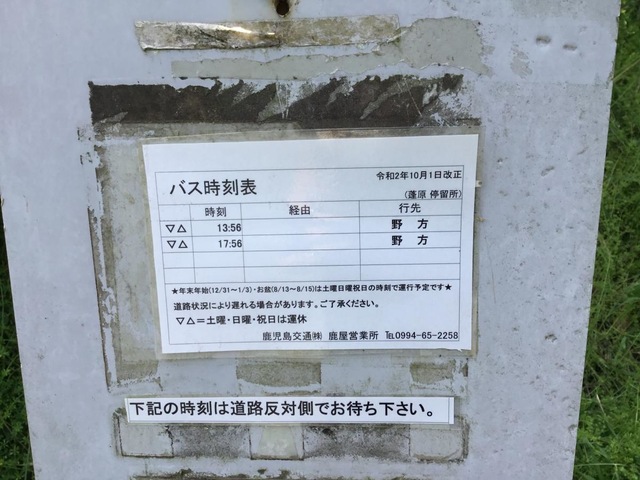 令和2年10月1日改正
バス時刻表
(蓬原 停留所)
時刻 経由 行先
▽△ 13:56 野方
▽△ 17:56 野方
★年末年始(12/31～1/3)・お盆(8/13～8/15)は土曜日曜祝日の時刻で運行予定です★
道路状況により遅れる場合があります。ご了承ください。
▽△＝土曜・日曜・祝日は運休
鹿児島交通㈱ 鹿屋営業所 ℡0994-65-2258
下記の時刻は道路反対側でお待ち下さい。